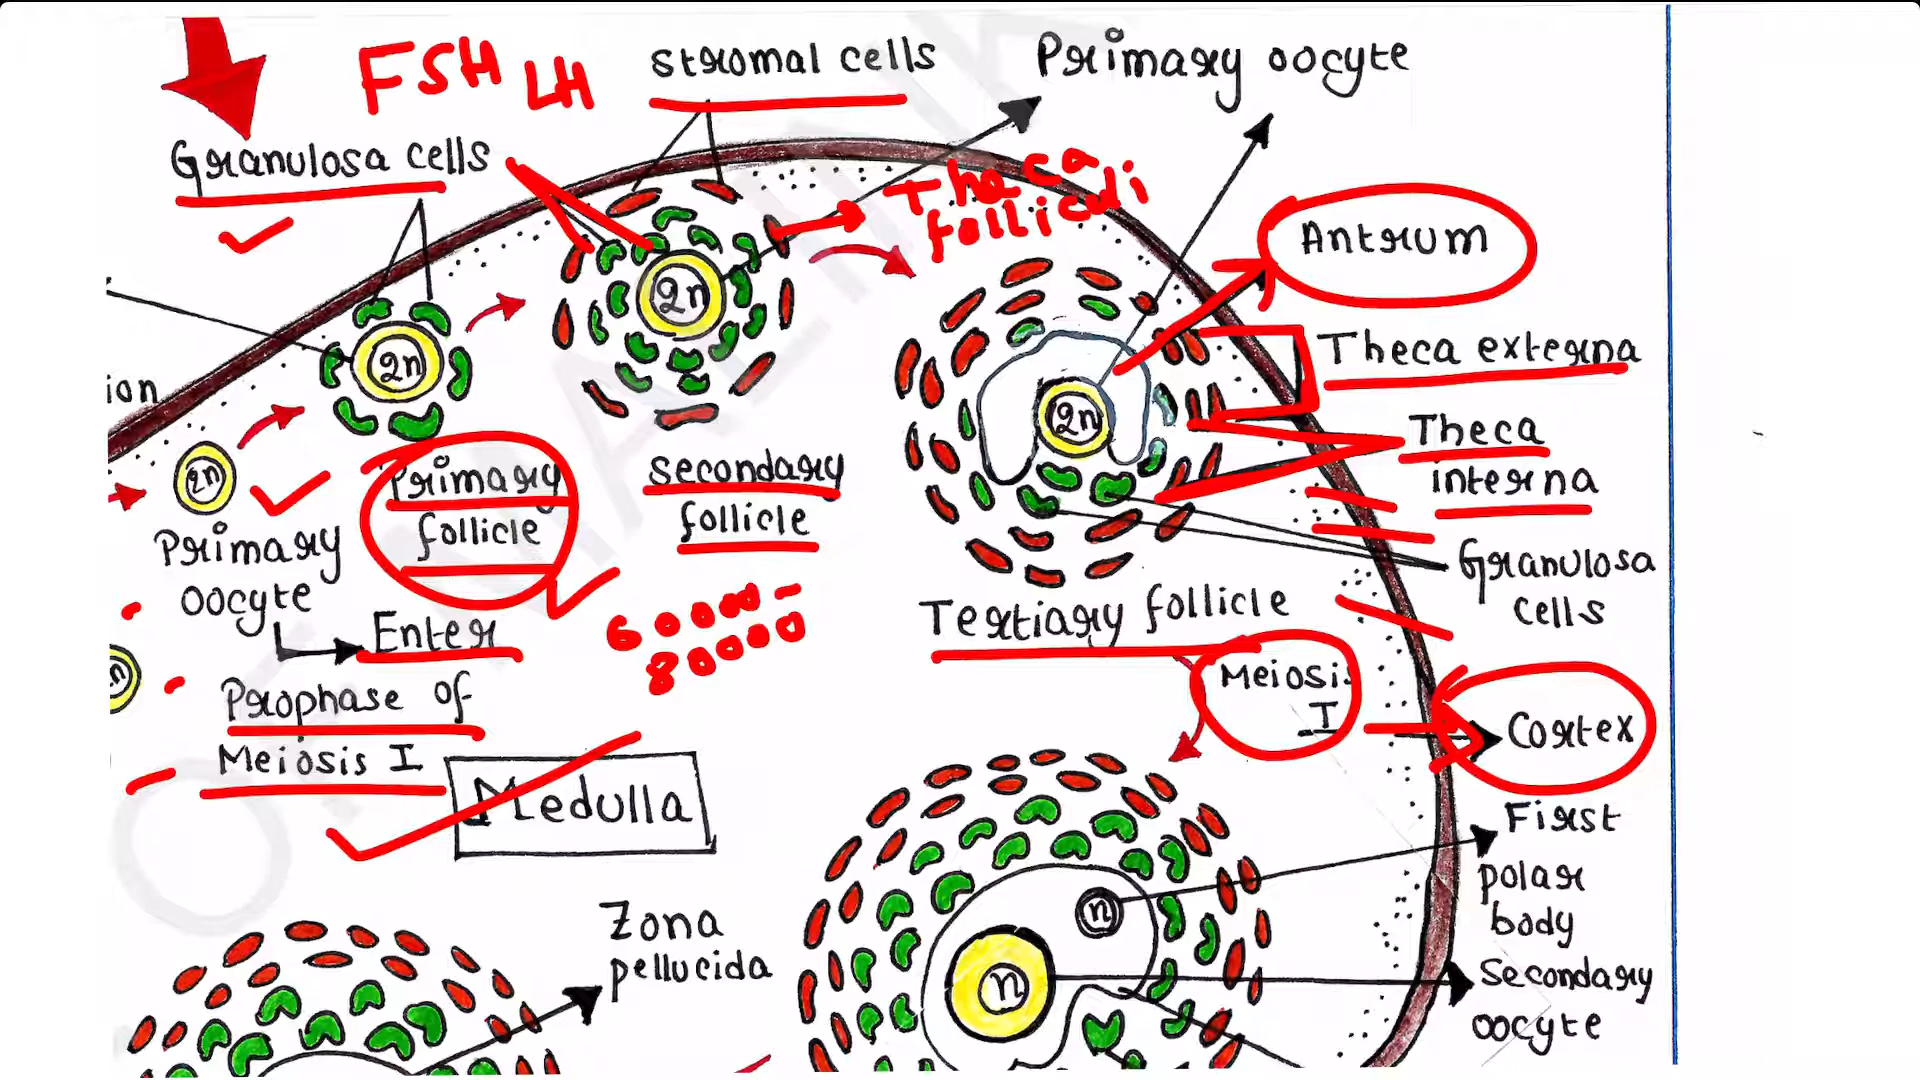 FSH LH
stromal cells
Primary oocyte
Granulosa cells
Theca
folliculi
Antrum
2n
2n
2n
2n
Theca externa
Theca
interna
ion
Primary
follicle
secondary
follicle
Primary
oocyte
Enter
Prophase of
Meiosis I
60000-
80000
Granulosa
cells
Tertiary follicle
Meiosis
I
Cortex
Medulla
First
polar
body
n
n
Secondary
oocyte
Zona
pellucida